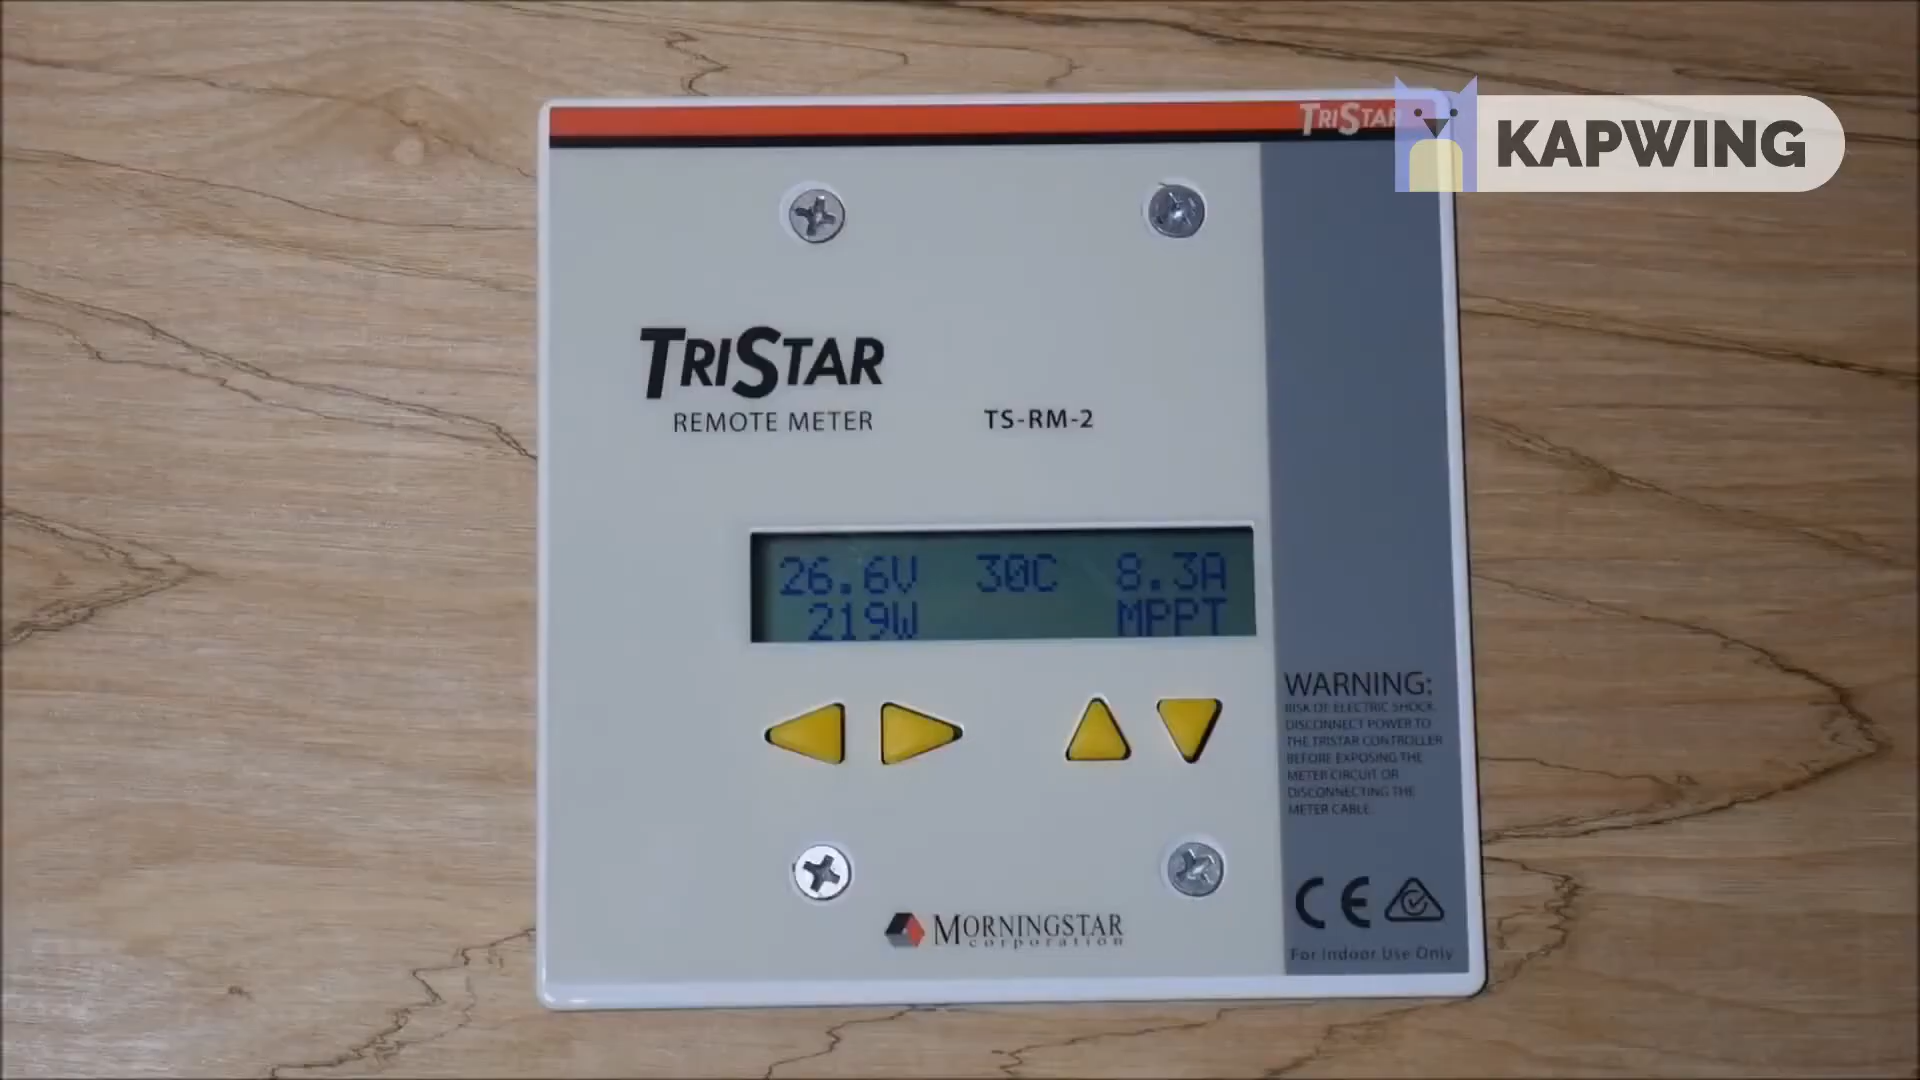 TRISTAR
KAPWING
TRISTAR
REMOTE METER TS-RM-2
26.6V 30C 8.3A
219W MPPT
WARNING:
RISK OF ELECTRIC SHOCK
DISCONNECT POWER TO
THE TRISTAR CONTROLLER
BEFORE EXPOSING THE
METER CIRCUIT OR
DISCONNECTING THE
METER CABLE
CE
MORNINGSTAR
corporation
For Indoor Use Only